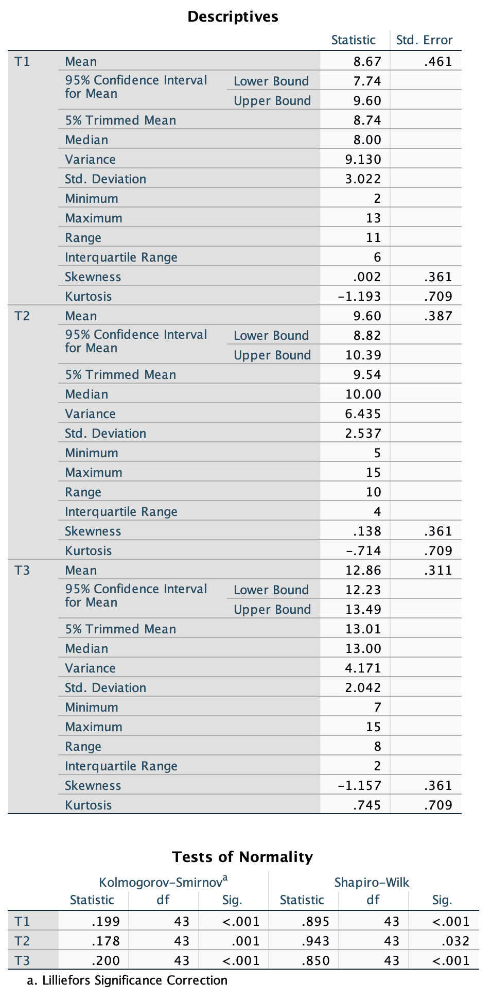 Descriptives
Statistic Std. Error
T1 Mean 8.67 .461
95% Confidence Interval for Mean Lower Bound 7.74
Upper Bound 9.60
5% Trimmed Mean 8.74
Median 8.00
Variance 9.130
Std. Deviation 3.022
Minimum 2
Maximum 13
Range 11
Interquartile Range 6
Skewness .002 .361
Kurtosis -1.193 .709
T2 Mean 9.60 .387
95% Confidence Interval for Mean Lower Bound 8.82
Upper Bound 10.39
5% Trimmed Mean 9.54
Median 10.00
Variance 6.435
Std. Deviation 2.537
Minimum 5
Maximum 15
Range 10
Interquartile Range 4
Skewness .138 .361
Kurtosis -.714 .709
T3 Mean 12.86 .311
95% Confidence Interval for Mean Lower Bound 12.23
Upper Bound 13.49
5% Trimmed Mean 13.01
Median 13.00
Variance 4.171
Std. Deviation 2.042
Minimum 7
Maximum 15
Range 8
Interquartile Range 2
Skewness -1.157 .361
Kurtosis .745 .709
Tests of Normality
Kolmogorov-Smirnov^a Shapiro-Wilk
Statistic df Sig. Statistic df Sig.
T1 .199 43 <.001 .895 43 <.001
T2 .178 43 .001 .943 43 .032
T3 .200 43 <.001 .850 43 <.001
a. Lilliefors Significance Correction